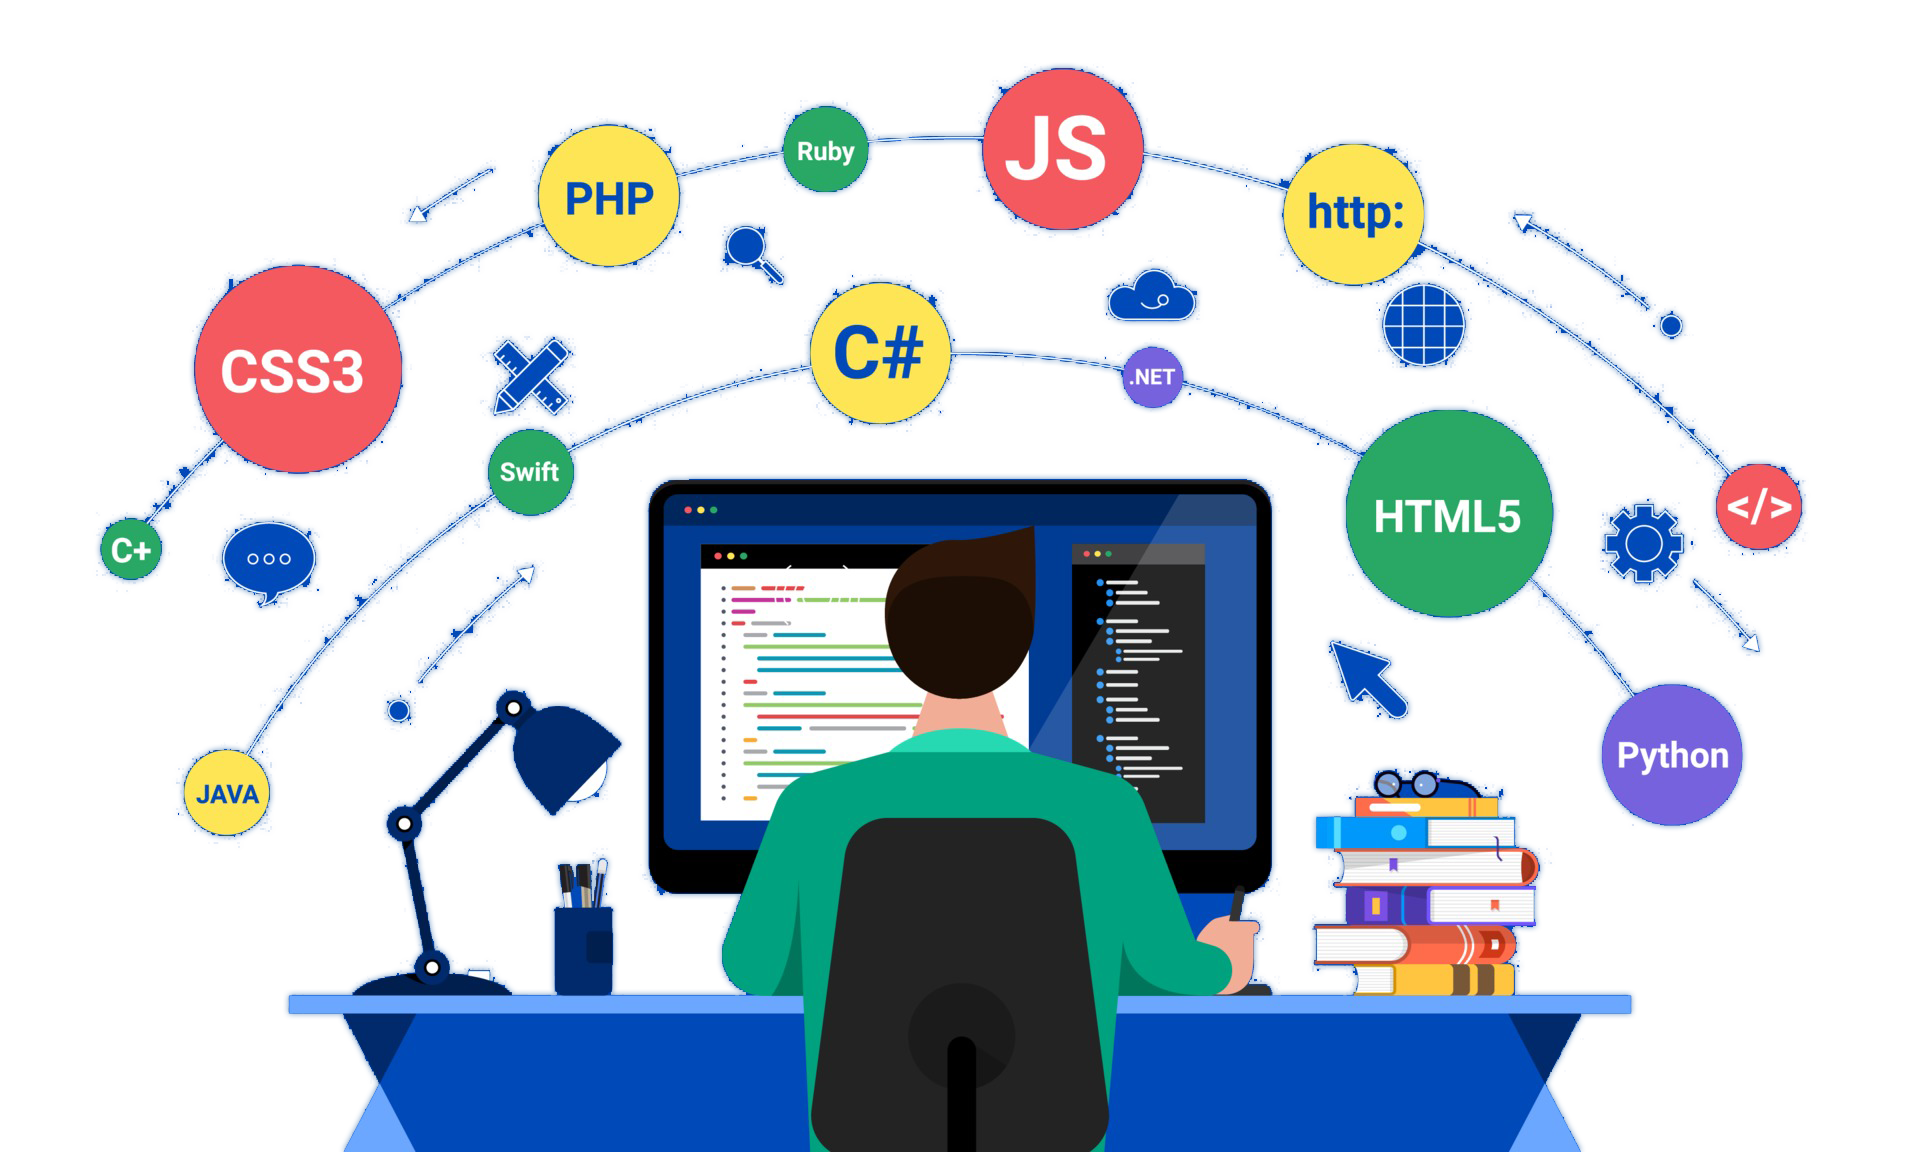 JS
Ruby
PHP
http:
CSS3
C#
.NET
Swift
HTML5
</>
C+
Python
JAVA